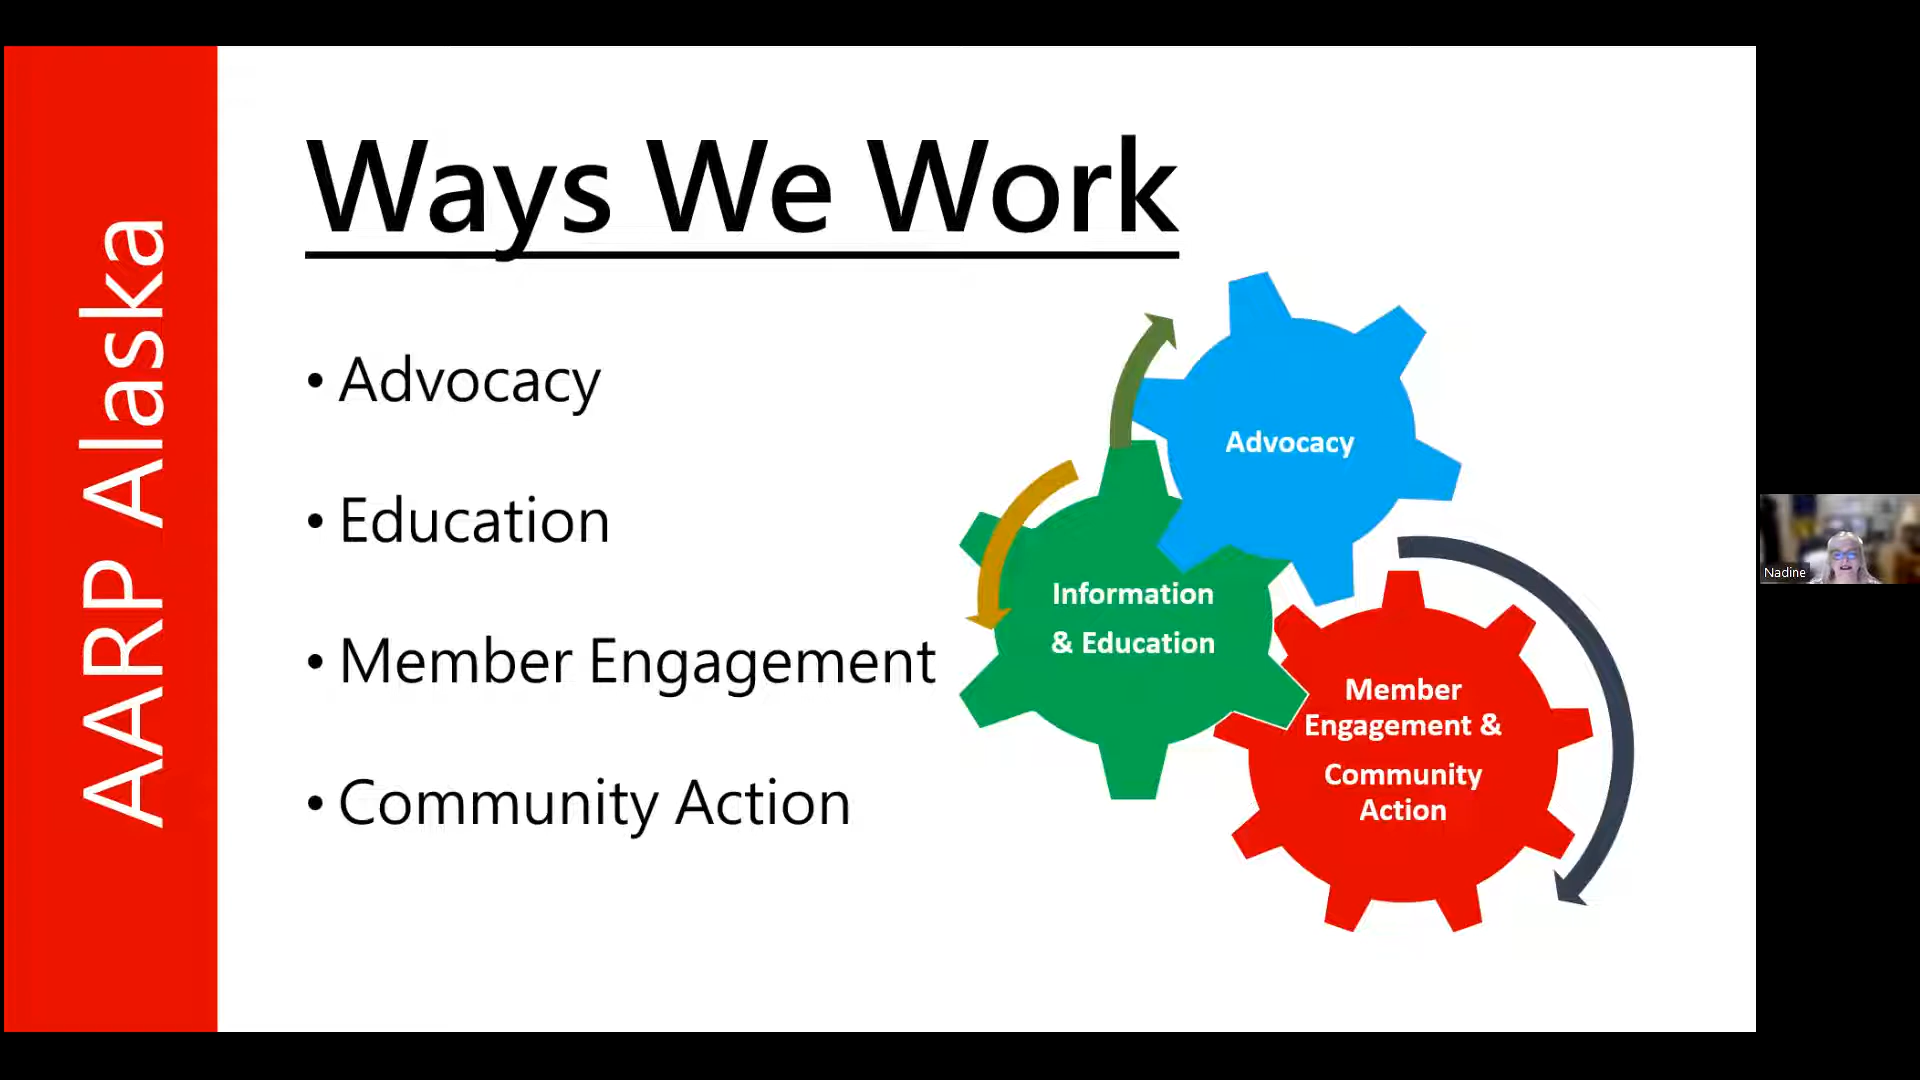 AARP Alaska
Ways We Work
• Advocacy
• Education
• Member Engagement
• Community Action
Advocacy
Information
& Education
Member
Engagement &
Community
Action
Nadine